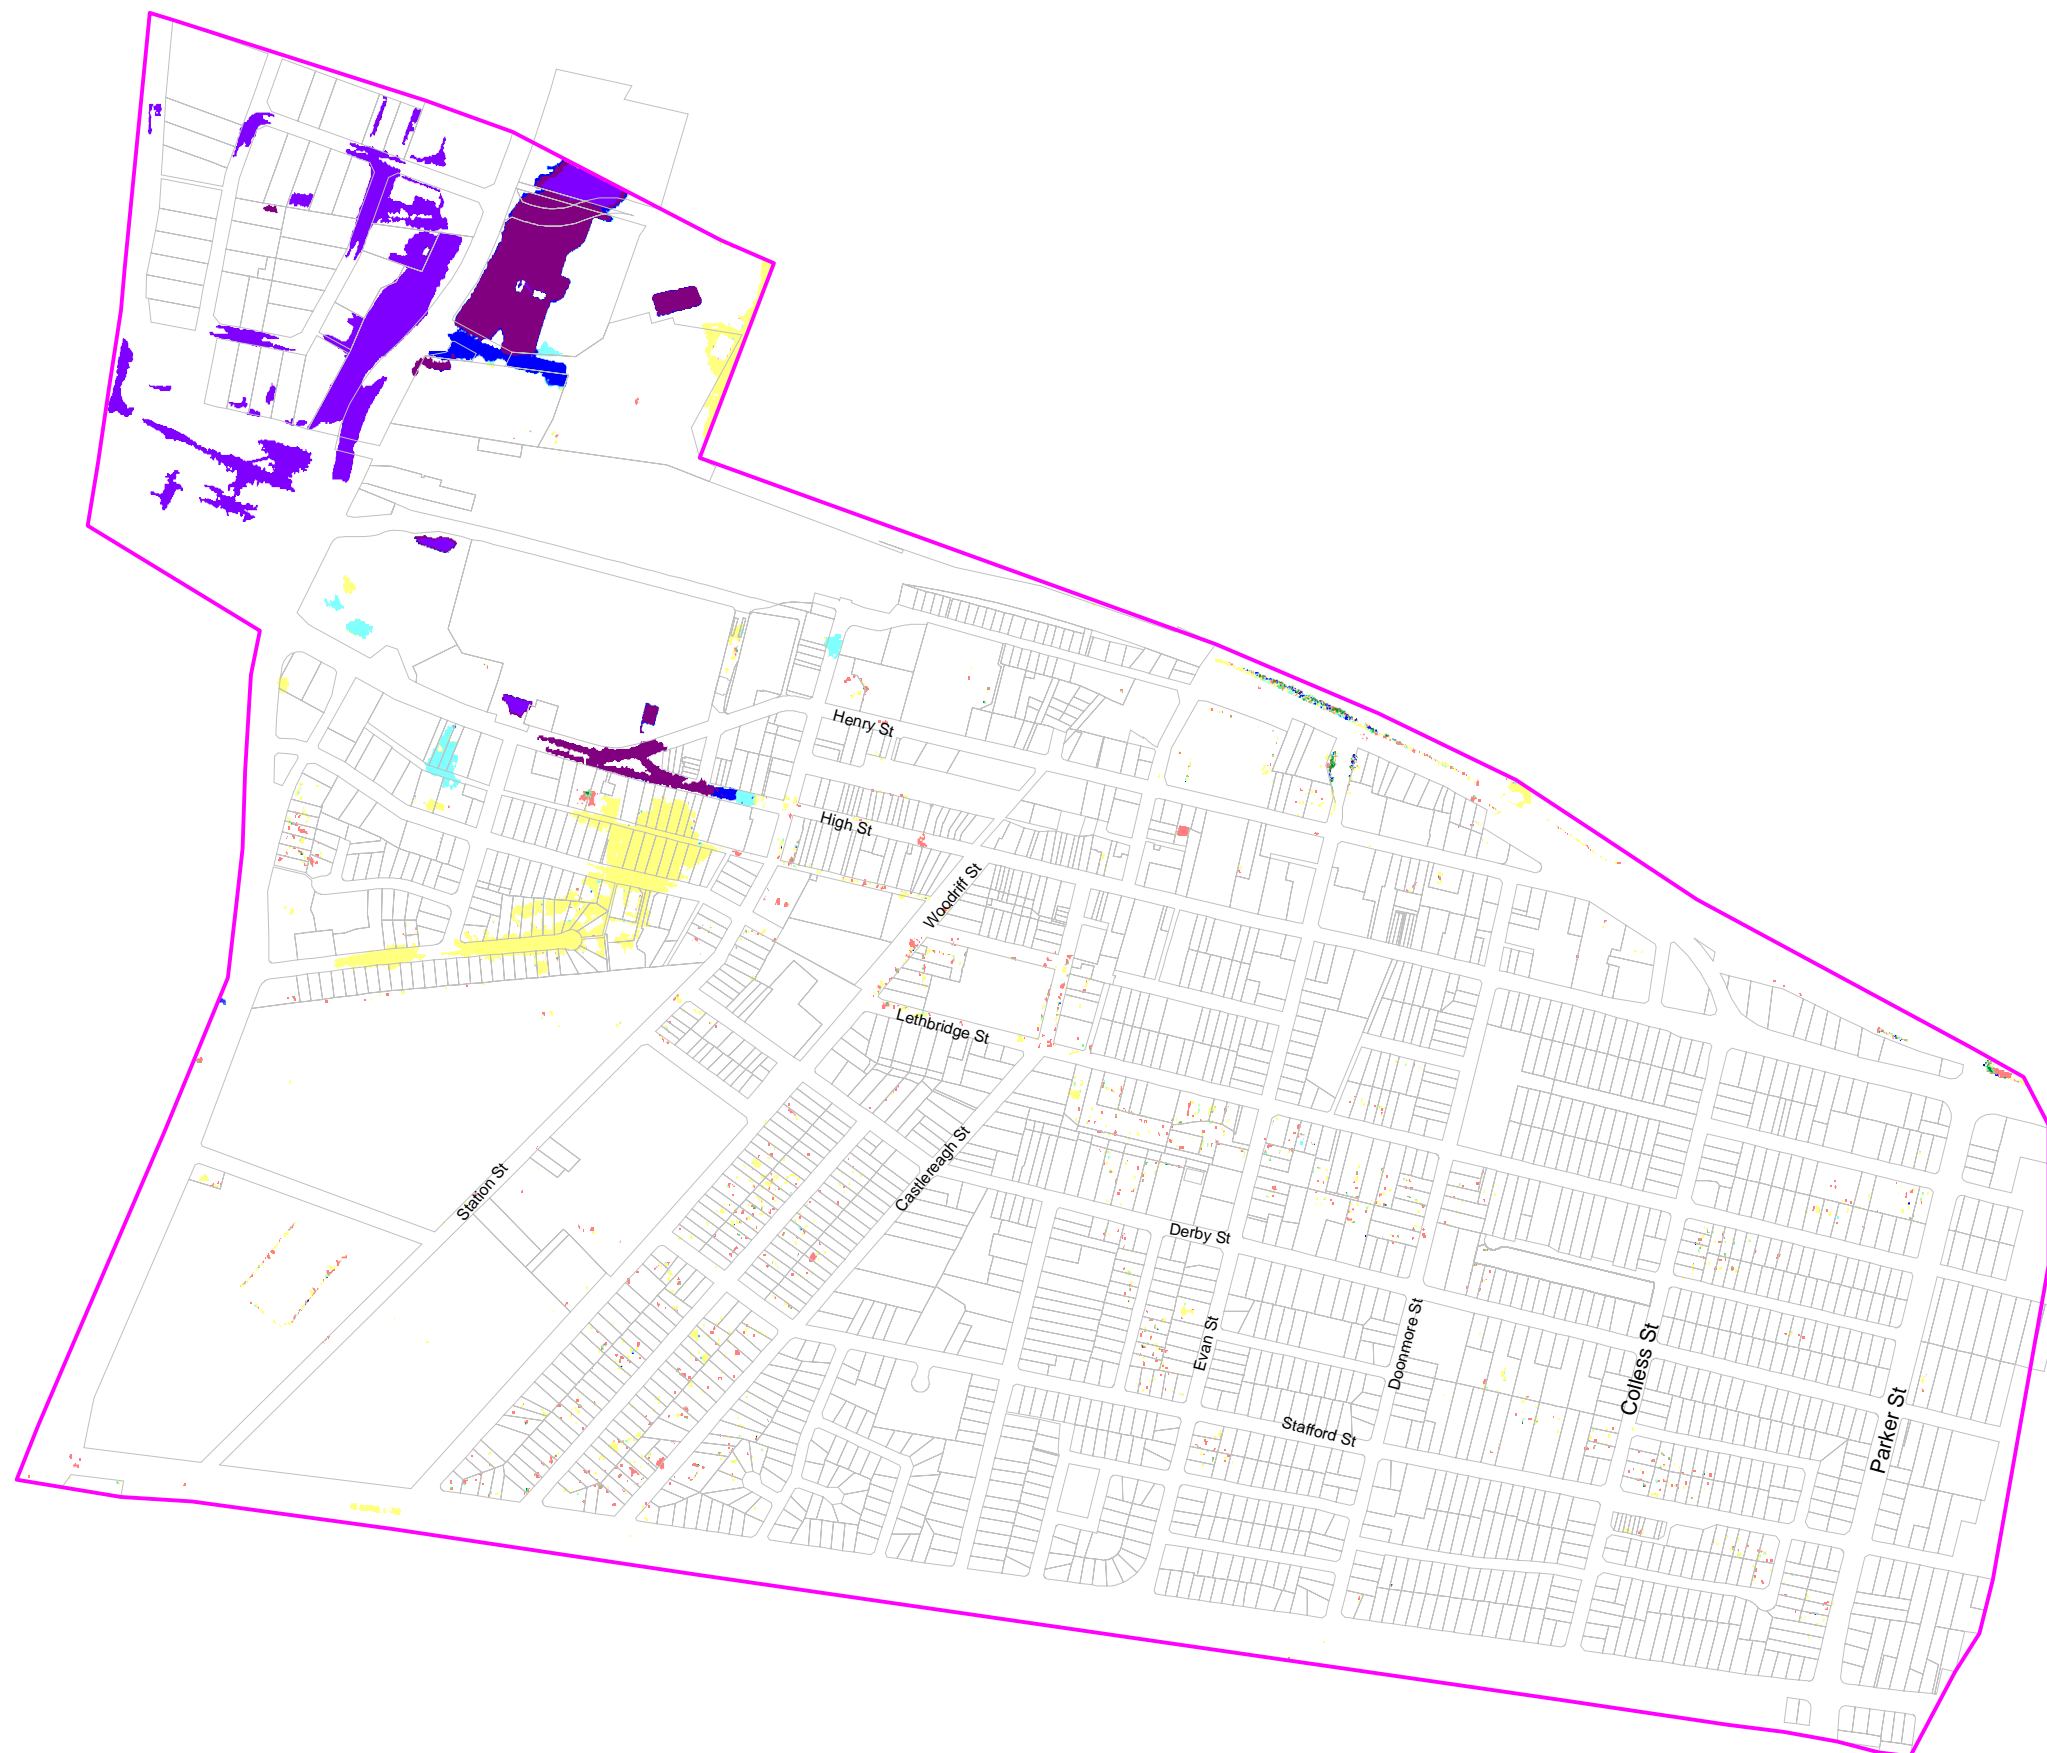 Henry St
High St
Woodriff St
Lethbridge St
Castlereagh St
Station St
Derby St
Evan St
Doonmore St
Colless St
Parker St
Stafford St